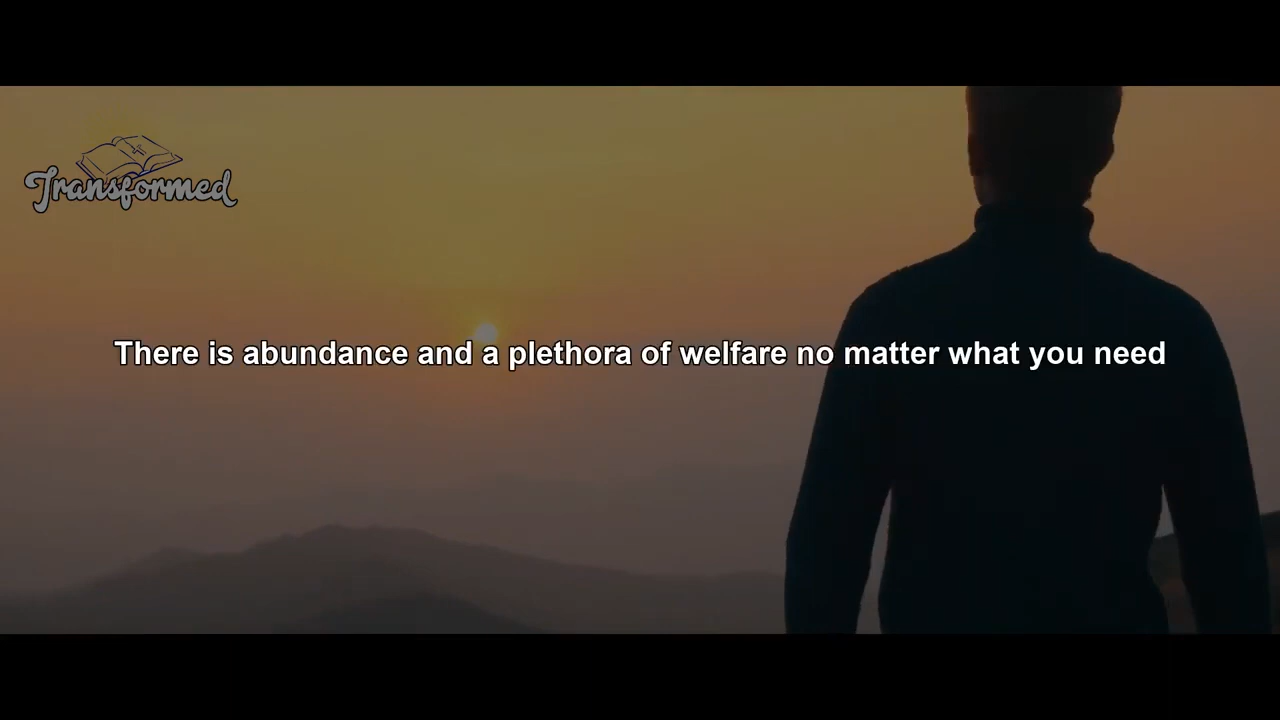 Transformed
There is abundance and a plethora of welfare no matter what you need